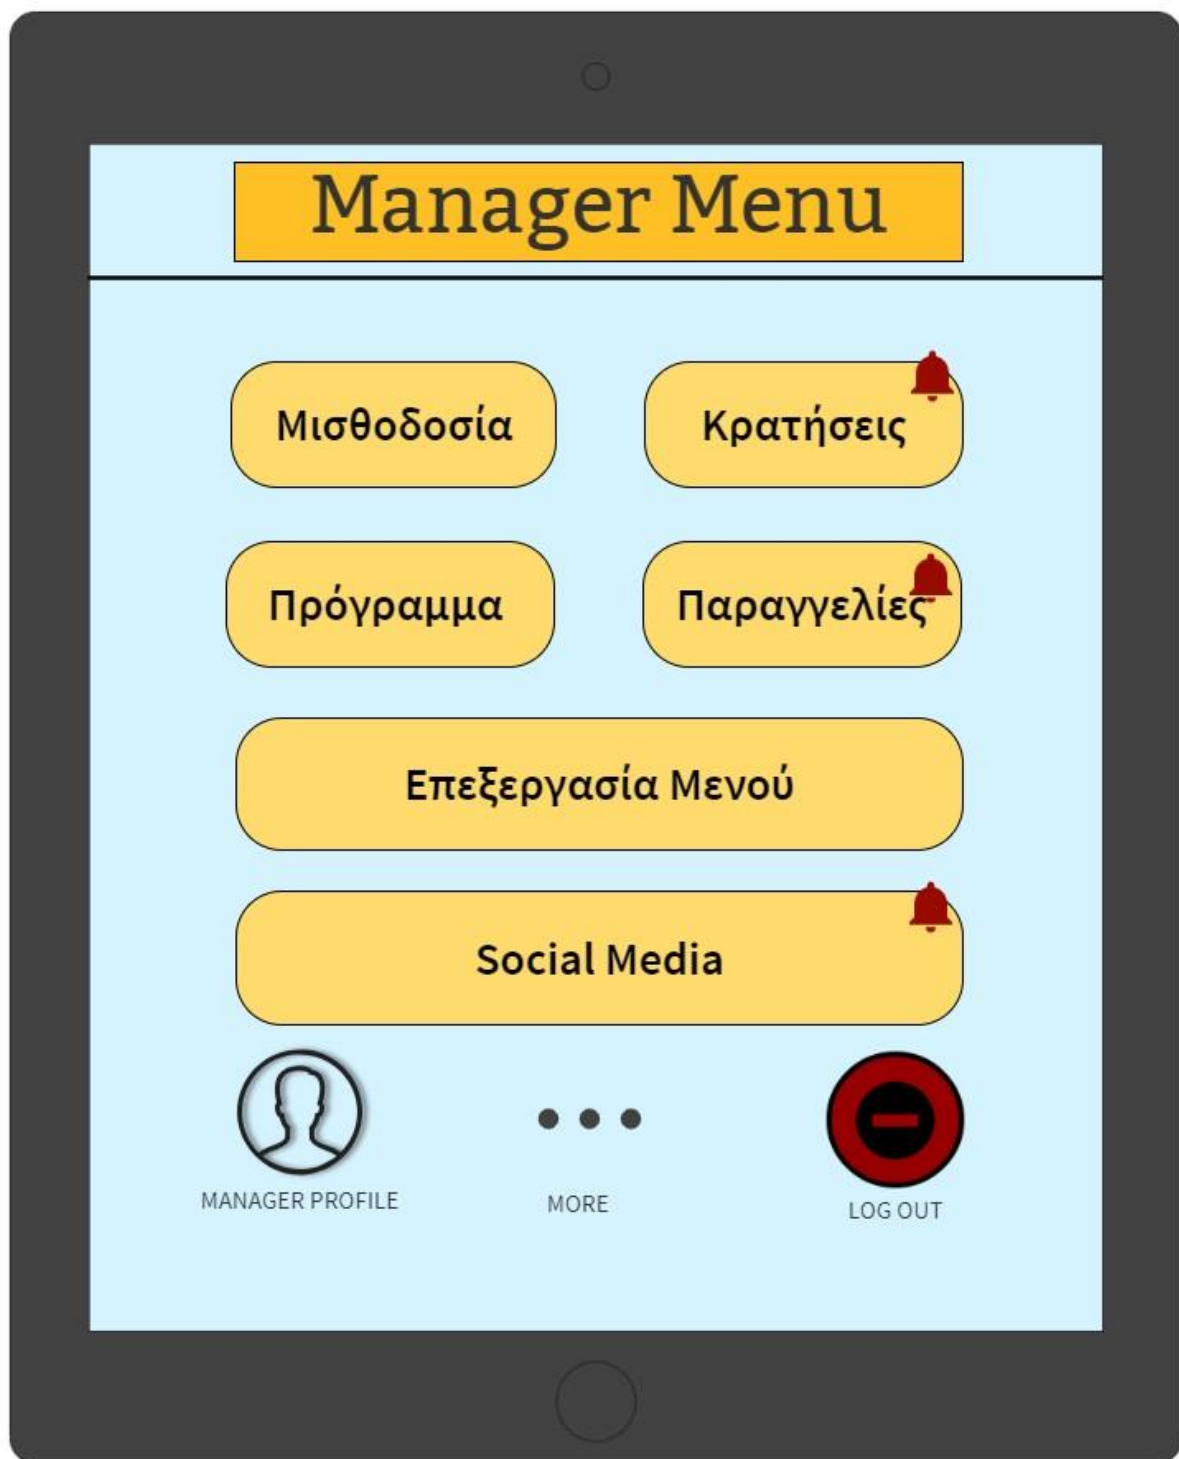 Manager Menu
Μισθοδοσία
Κρατήσεις
Πρόγραμμα
Παραγγελίες
Επεξεργασία Μενού
Social Media
MANAGER PROFILE
MORE
LOG OUT